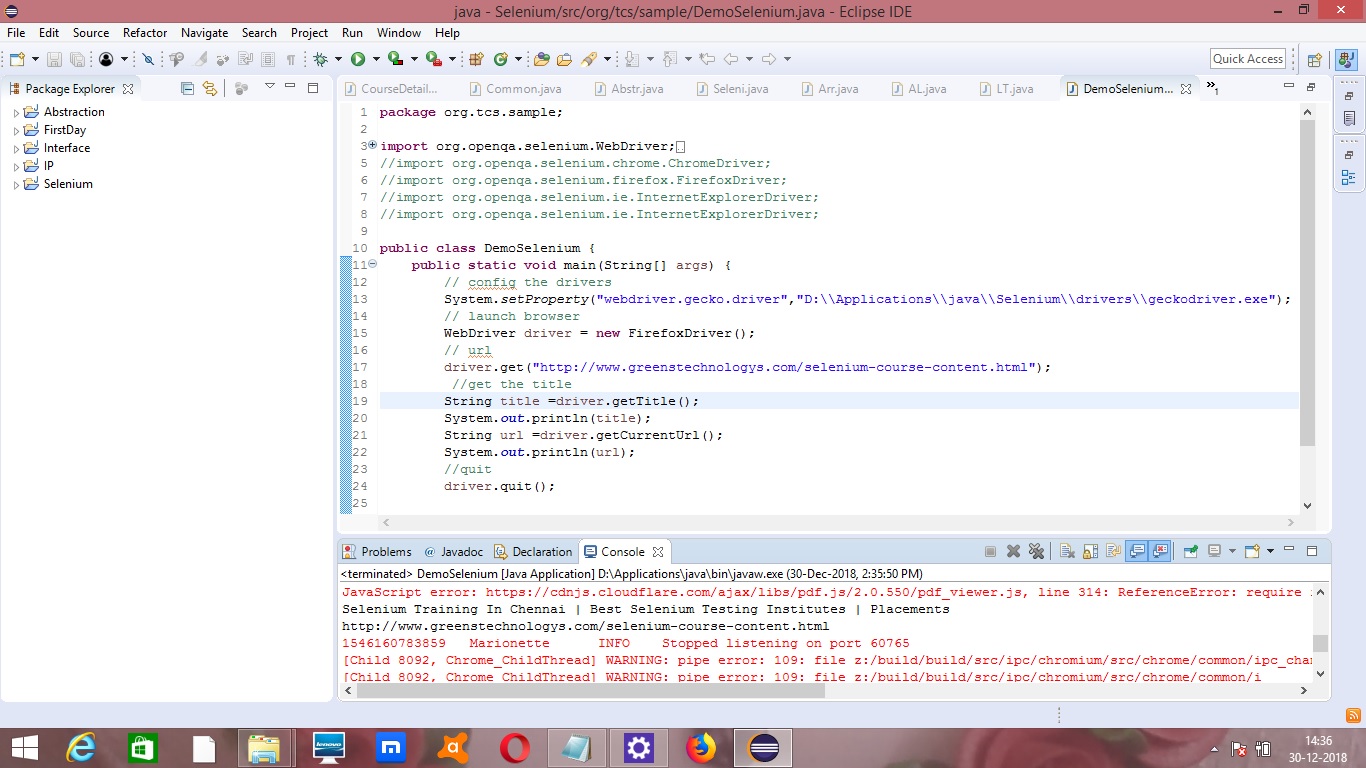 java - Selenium/src/org/tcs/sample/DemoSelenium.java - Eclipse IDE
File Edit Source Refactor Navigate Search Project Run Window Help
Quick Access
Package Explorer
Abstraction
FirstDay
Interface
IP
Selenium
CourseDetail... Common.java Abstr.java Seleni.java Arr.java AL.java LT.java DemoSelenium... »1
1 package org.tcs.sample;
2
3 import org.openqa.selenium.WebDriver;
5 //import org.openqa.selenium.chrome.ChromeDriver;
6 //import org.openqa.selenium.firefox.FirefoxDriver;
7 //import org.openqa.selenium.ie.InternetExplorerDriver;
8 //import org.openqa.selenium.ie.InternetExplorerDriver;
9
10 public class DemoSelenium {
11 public static void main(String[] args) {
12 // config the drivers
13 System.setProperty("webdriver.gecko.driver","D:\\Applications\\java\\Selenium\\drivers\\geckodriver.exe");
14 // launch browser
15 WebDriver driver = new FirefoxDriver();
16 // url
17 driver.get("http://www.greenstechnologys.com/selenium-course-content.html");
18 //get the title
19 String title =driver.getTitle();
20 System.out.println(title);
21 String url =driver.getCurrentUrl();
22 System.out.println(url);
23 //quit
24 driver.quit();
25
Problems @ Javadoc Declaration Console
<terminated> DemoSelenium [Java Application] D:\Applications\java\bin\javaw.exe (30-Dec-2018, 2:35:50 PM)
JavaScript error: https://cdnjs.cloudflare.com/ajax/libs/pdf.js/2.0.550/pdf_viewer.js, line 314: ReferenceError: require
Selenium Training In Chennai | Best Selenium Testing Institutes | Placements
http://www.greenstechnologys.com/selenium-course-content.html
1546160783859 Marionette INFO Stopped listening on port 60765
[Child 8092, Chrome_ChildThread] WARNING: pipe error: 109: file z:/build/build/src/ipc/chromium/src/chrome/common/ipc_cha
[Child 8092, Chrome_ChildThread] WARNING: pipe error: 109: file z:/build/build/src/ipc/chromium/src/chrome/common/i
lenovo
14:36
30-12-2018